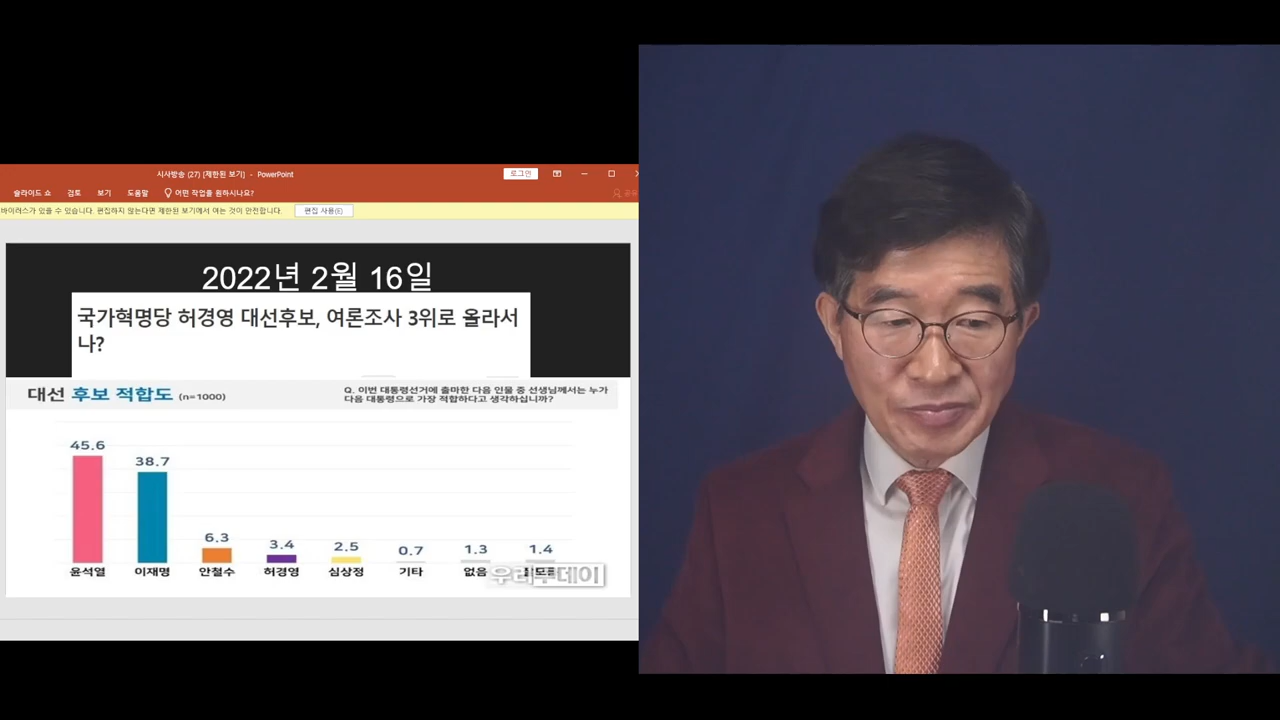 시사방송 (27) [제한된 보기] - PowerPoint
로그인
슬라이드 쇼 검토 보기 도움말 어떤 작업을 원하시나요?
바이러스가 있을 수 있습니다. 편집하지 않는다면 제한된 보기에서 여는 것이 안전합니다. 편집 사용(E)
2022년 2월 16일
국가혁명당 허경영 대선후보, 여론조사 3위로 올라서
나?
대선 후보 적합도 (n=1000)
Q. 이번 대통령선거에 출마한 다음 인물 중 선생님께서는 누가
다음 대통령으로 가장 적합하다고 생각하십니까?
45.6 38.7 6.3 3.4 2.5 0.7 1.3 1.4
윤석열 이재명 안철수 허경영 심상정 기타 없음
우리투데이